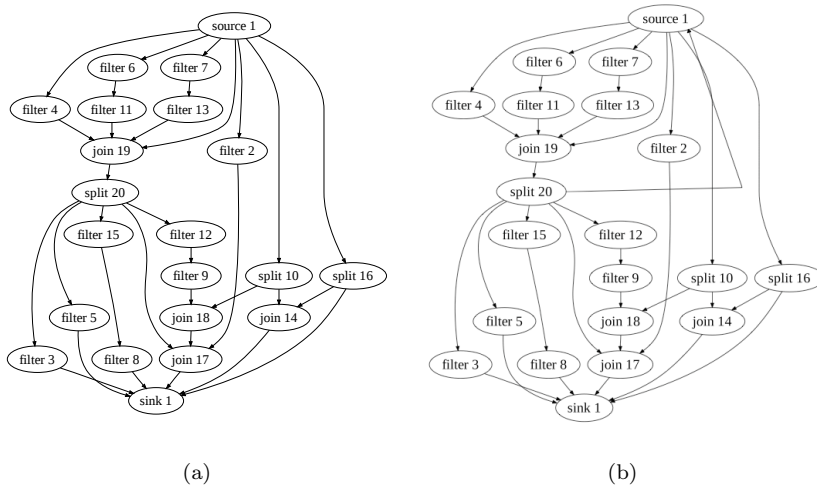 source 1
filter 6
filter 7
filter 4
filter 11
filter 13
join 19
filter 2
split 20
filter 15
filter 12
filter 9
split 10
split 16
filter 5
join 18
join 14
filter 3
filter 8
join 17
sink 1
(a)
source 1
filter 6
filter 7
filter 4
filter 11
filter 13
join 19
filter 2
split 20
filter 15
filter 12
filter 9
split 10
split 16
filter 5
join 18
join 14
filter 3
filter 8
join 17
sink 1
(b)